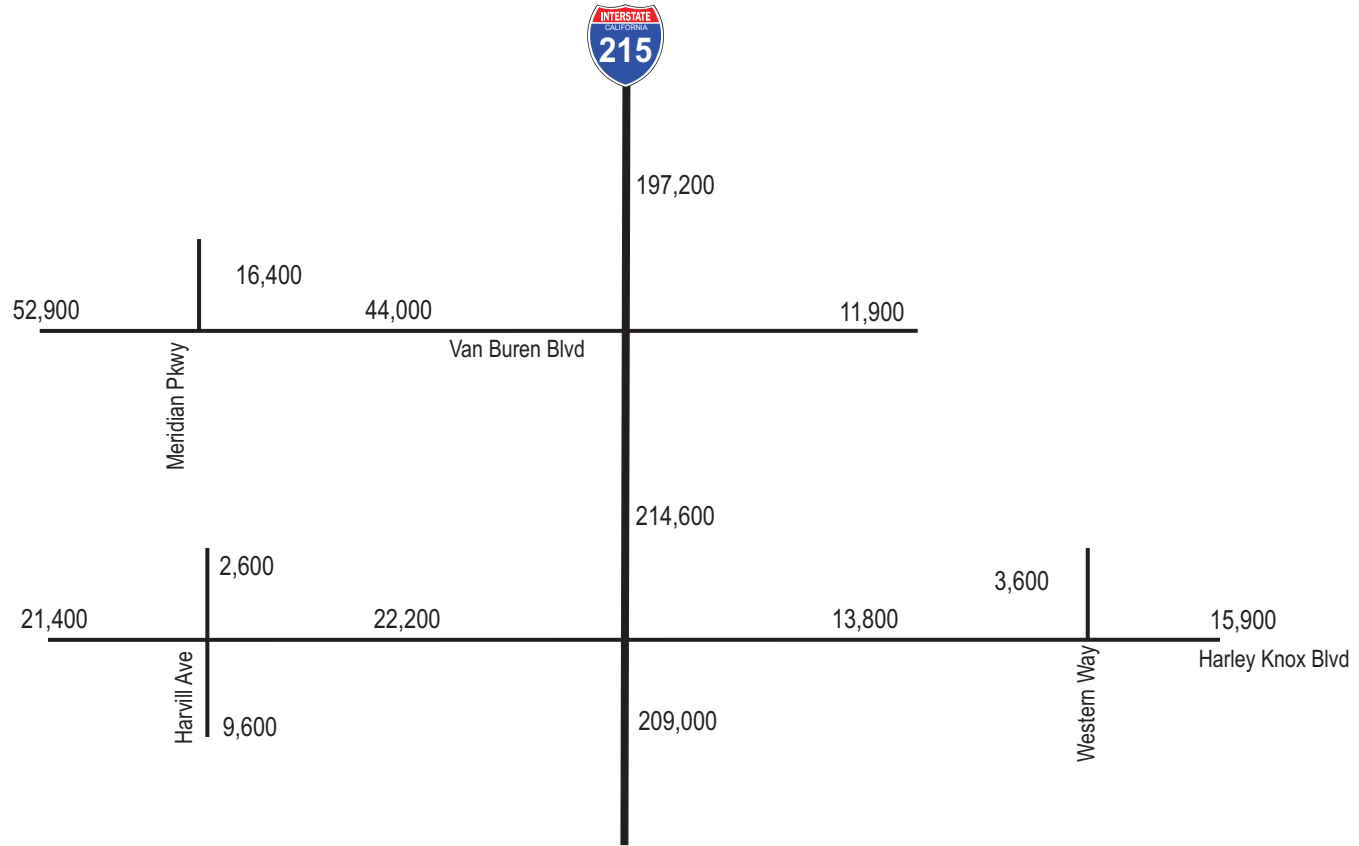 INTERSTATE
CALIFORNIA
215
197,200
16,400
52,900
44,000
11,900
Van Buren Blvd
Meridian Pkwy
214,600
2,600
3,600
21,400
22,200
13,800
15,900
Harley Knox Blvd
Harvill Ave
Western Way
9,600
209,000